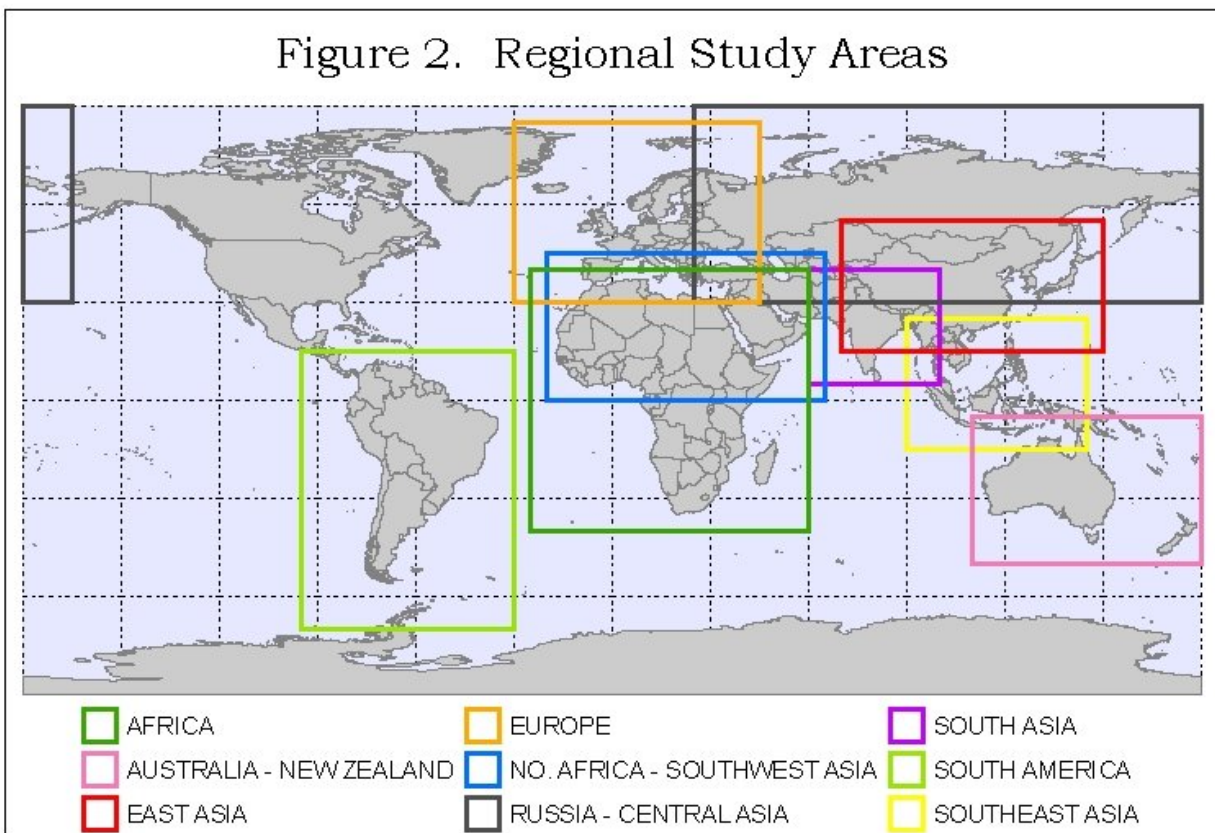 Figure 2. Regional Study Areas
AFRICA
EUROPE
SOUTH ASIA
AUSTRALIA - NEW ZEALAND
NO. AFRICA - SOUTHWEST ASIA
SOUTH AMERICA
EAST ASIA
RUSSIA - CENTRAL ASIA
SOUTHEAST ASIA